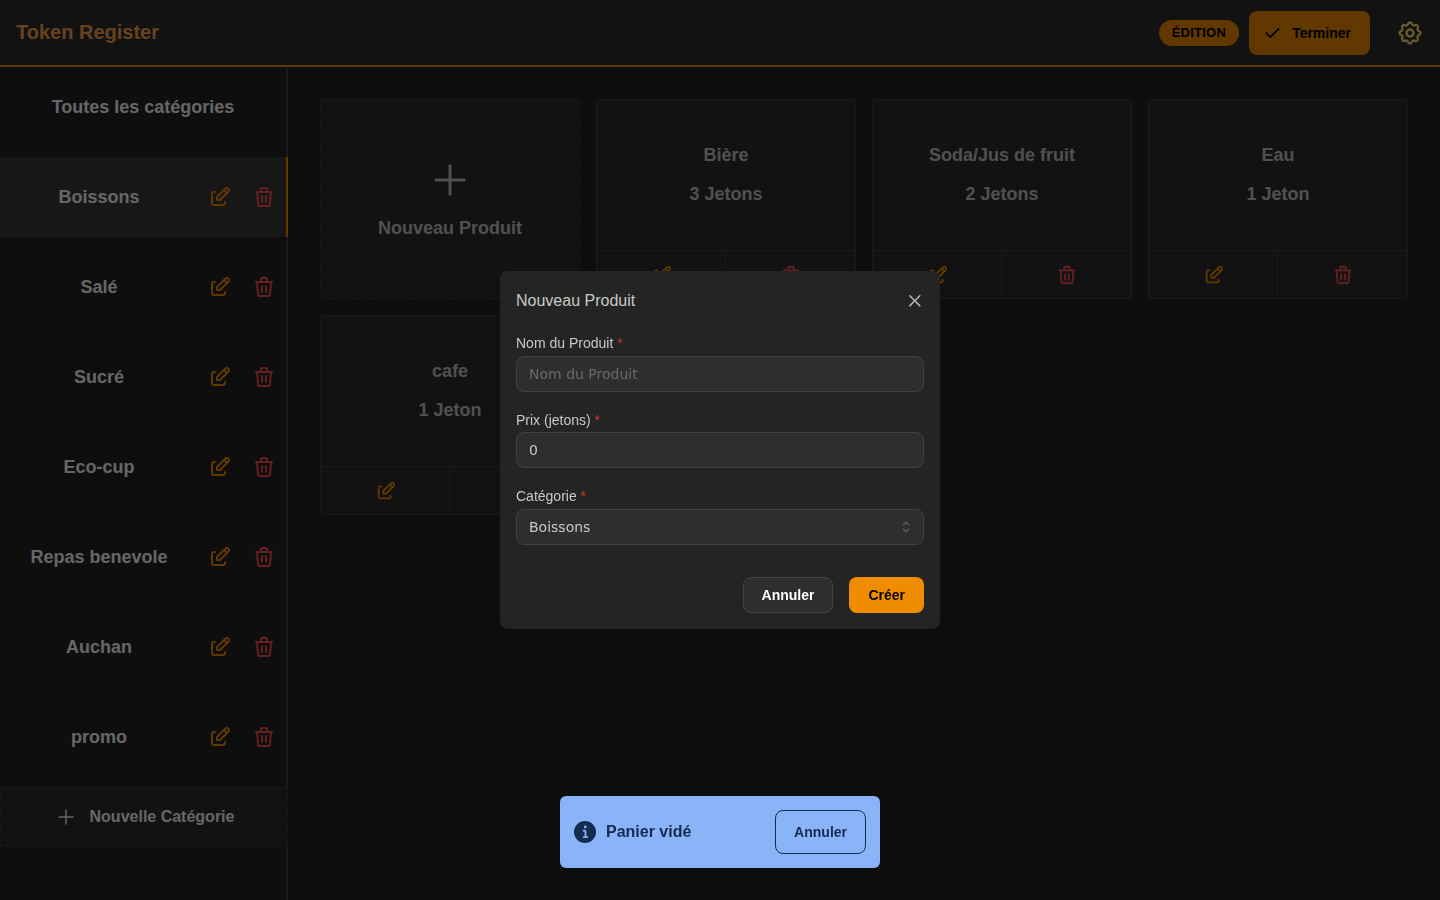 Token Register
ÉDITION
Terminer
Toutes les catégories
Boissons
Salé
Sucré
Eco-cup
Repas benevole
Auchan
promo
Nouvelle Catégorie
Nouveau Produit
Bière
3 Jetons
Soda/Jus de fruit
2 Jetons
Eau
1 Jeton
cafe
1 Jeton
Nouveau Produit
Nom du Produit *
Nom du Produit
Prix (jetons) *
0
Catégorie *
Boissons
Annuler
Créer
Panier vidé
Annuler